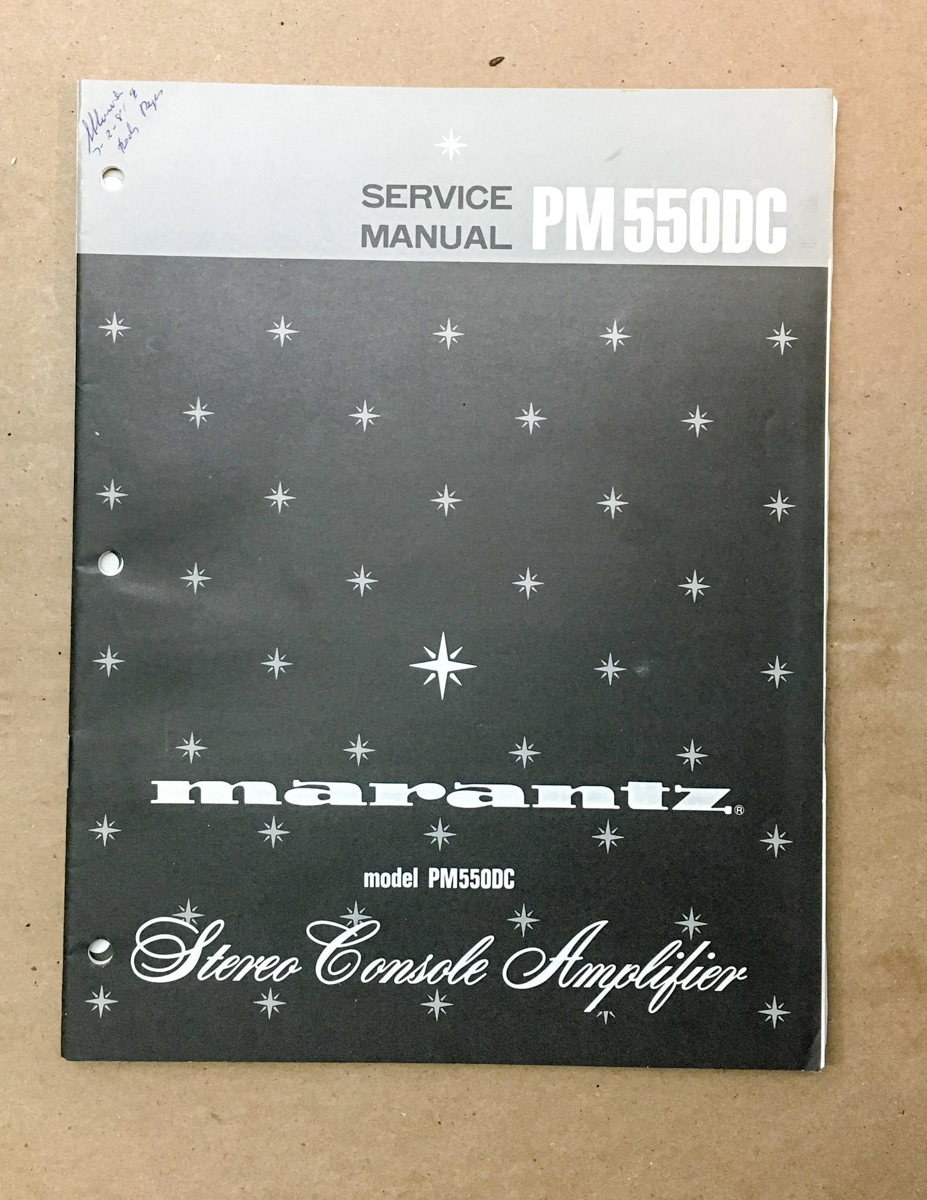 SERVICE
MANUAL
PM550DC
marantz®
model PM550DC
Stereo Console Amplifier